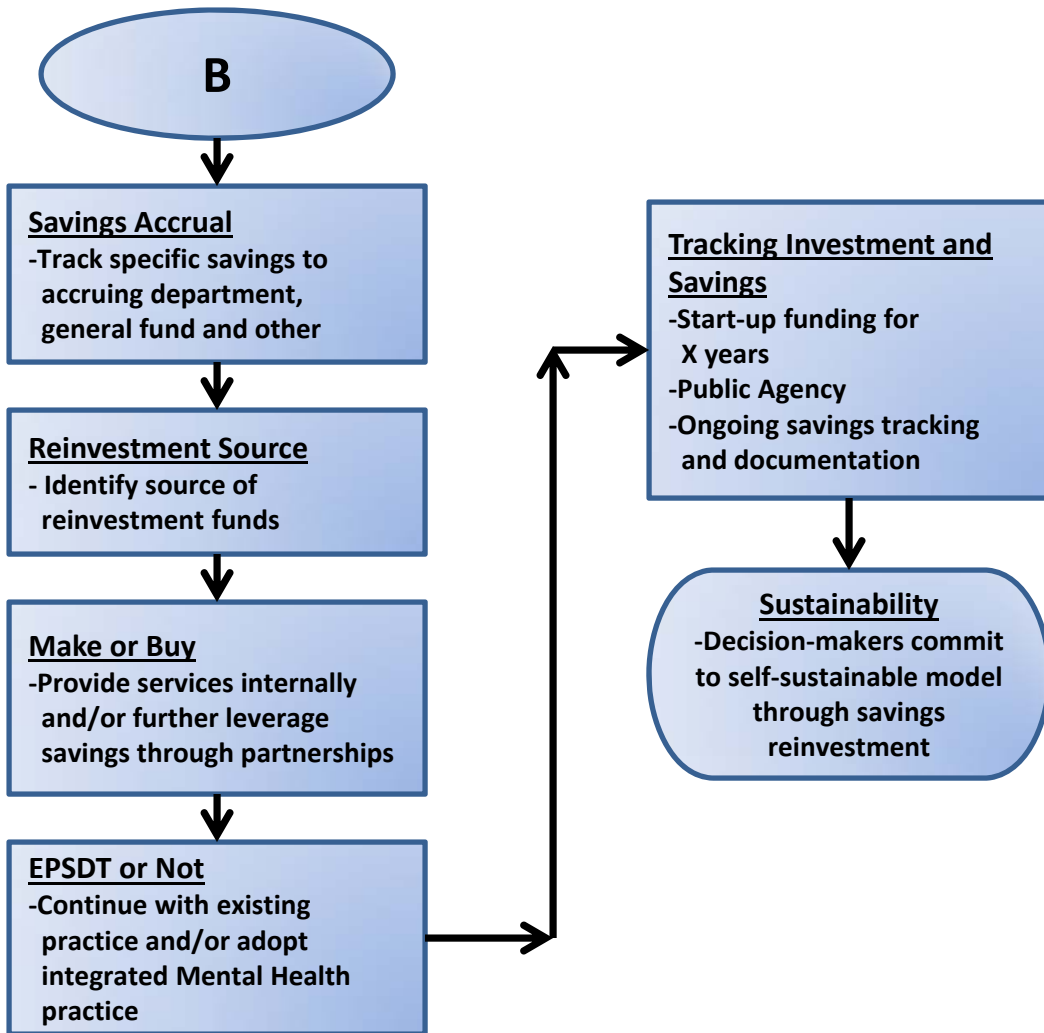 B
Savings Accrual
-Track specific savings to
accruing department,
general fund and other
Reinvestment Source
- Identify source of
reinvestment funds
Make or Buy
-Provide services internally
and/or further leverage
savings through partnerships
EPSDT or Not
-Continue with existing
practice and/or adopt
integrated Mental Health
practice
Tracking Investment and
Savings
-Start-up funding for
X years
-Public Agency
-Ongoing savings tracking
and documentation
Sustainability
-Decision-makers commit
to self-sustainable model
through savings
reinvestment